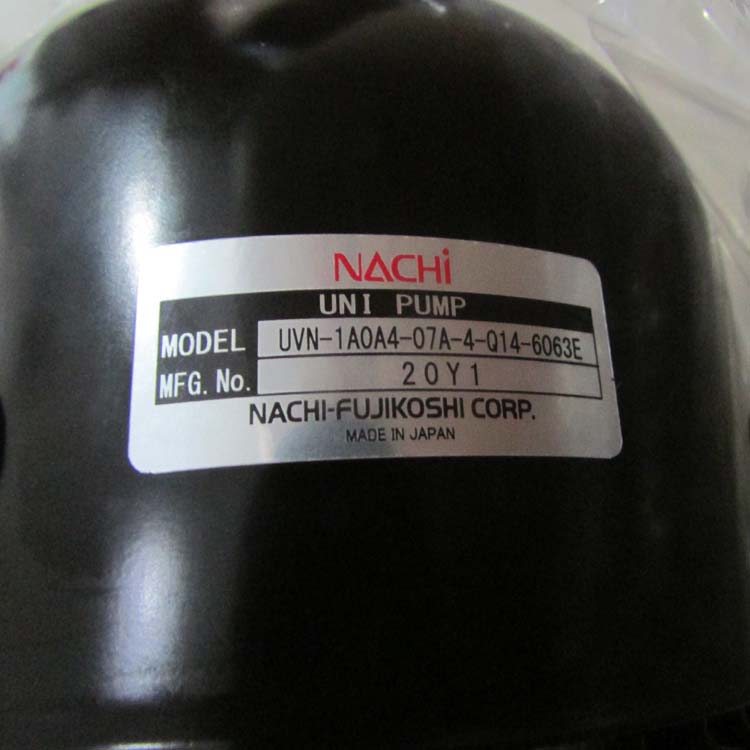 NACHi
UNI PUMP
MODEL UVN-1A0A4-07A-4-Q14-6063E
MFG. No. 20Y1
NACHI-FUJIKOSHI CORP.
MADE IN JAPAN